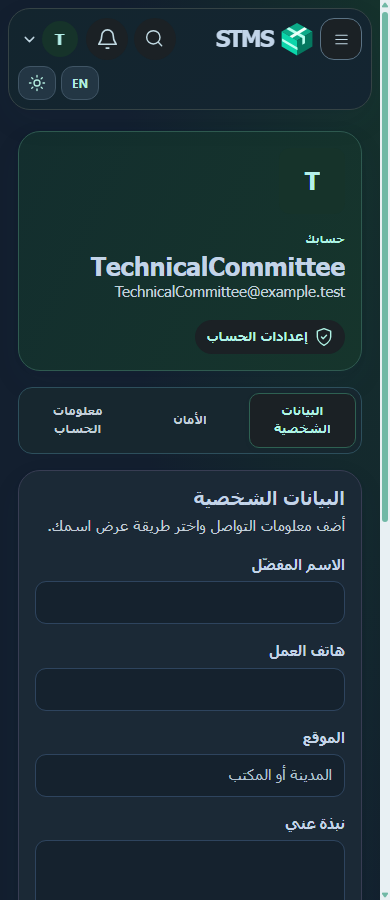 STMS
T
EN
T
حسابك
TechnicalCommittee
TechnicalCommittee@example.test
إعدادات الحساب
البيانات الشخصية
الأمان
معلومات الحساب
البيانات الشخصية
أضف معلومات التواصل واختر طريقة عرض اسمك.
الاسم المفضّل
هاتف العمل
الموقع
المدينة أو المكتب
نبذة عني